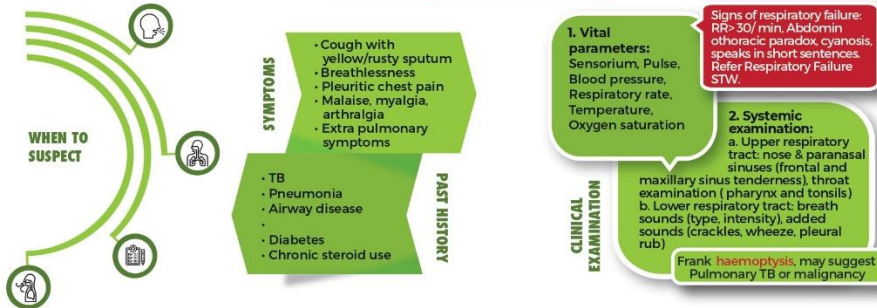 WHEN TO
SUSPECT
SYMPTOMS
• Cough with
yellow/rusty sputum
• Breathlessness
• Pleuritic chest pain
• Malaise, myalgia,
arthralgia
• Extra pulmonary
symptoms
• TB
• Pneumonia
• Airway disease
•
• Diabetes
• Chronic steroid use
PAST HISTORY
CLINICAL
EXAMINATION
1. Vital
parameters:
Sensorium, Pulse,
Blood pressure,
Respiratory rate,
Temperature,
Oxygen saturation
Signs of respiratory failure:
RR>30/ min, Abdomin
othoracic paradox, cyanosis,
speaks in short sentences.
Refer Respiratory Failure
STW.
2. Systemic
examination:
a. Upper respiratory
tract: nose & paranasal
sinuses (frontal and
maxillary sinus tenderness), throat
examination ( pharynx and tonsils)
b. Lower respiratory tract: breath
sounds (type, intensity), added
sounds (crackles, wheeze, pleural
rub)
Frank haemoptysis, may suggest
Pulmonary TB or malignancy